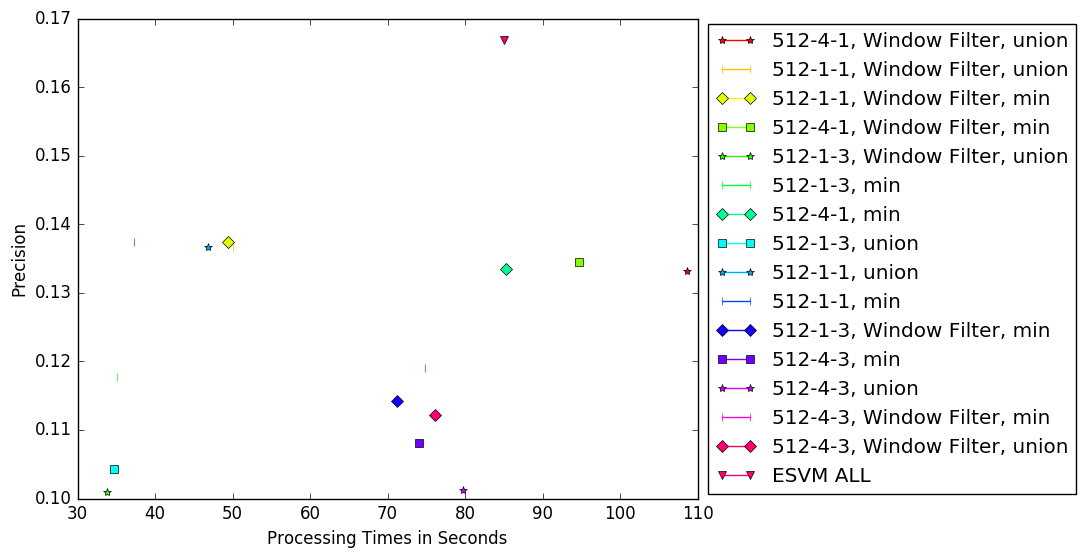 0.17
0.16
0.15
0.14
0.13
0.12
0.11
0.10
Precision
30 40 50 60 70 80 90 100 110
Processing Times in Seconds
512-4-1, Window Filter, union
512-1-1, Window Filter, union
512-1-1, Window Filter, min
512-4-1, Window Filter, min
512-1-3, Window Filter, union
512-1-3, min
512-4-1, min
512-1-3, union
512-1-1, union
512-1-1, min
512-1-3, Window Filter, min
512-4-3, min
512-4-3, union
512-4-3, Window Filter, min
512-4-3, Window Filter, union
ESVM ALL